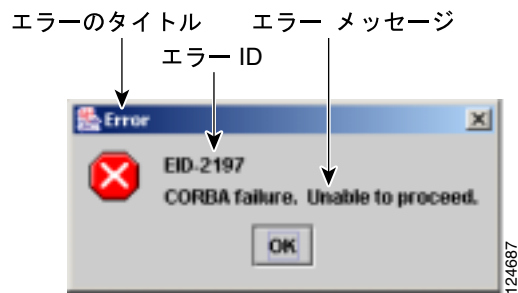 エラーのタイトル エラー メッセージ
エラー ID
Error
EID-2197
CORBA failure. Unable to proceed.
OK
124687